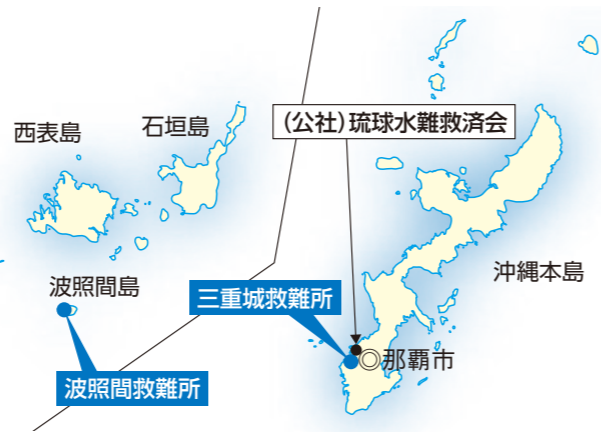 西表島
石垣島
(公社)琉球水難救済会
波照間島
三重城救難所
沖縄本島
◎那覇市
波照間救難所